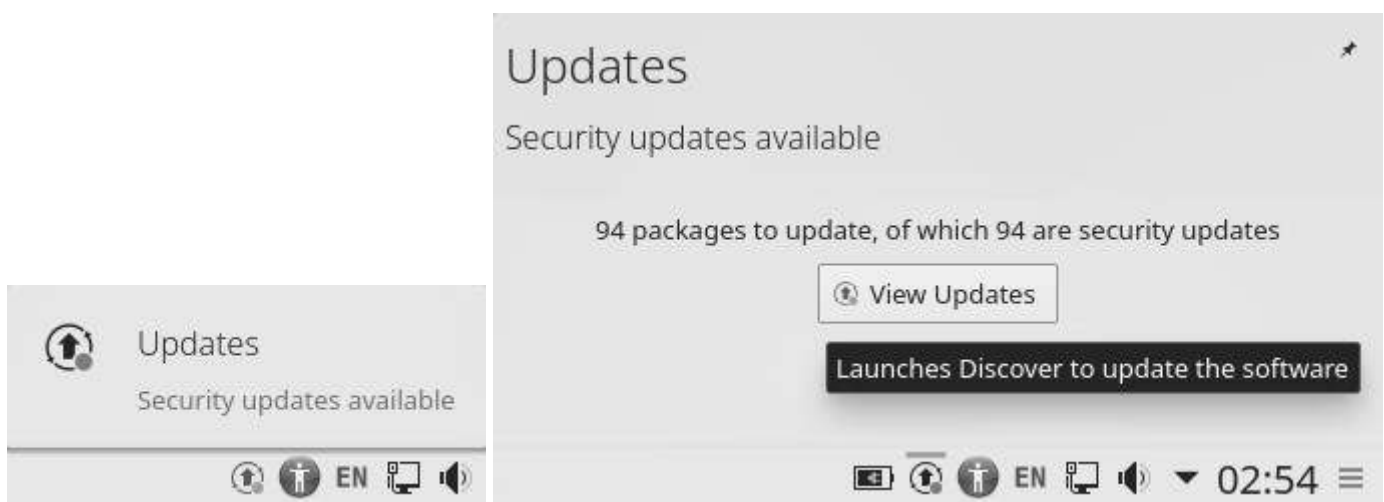 Updates
Security updates available
EN
Updates
Security updates available
94 packages to update, of which 94 are security updates
View Updates
Launches Discover to update the software
EN 02:54